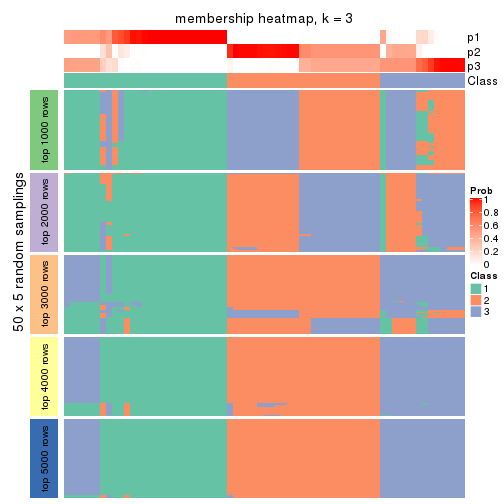 membership heatmap, k = 3
p1
p2
p3
Class
50 x 5 random samplings
top 1000 rows
top 2000 rows
top 3000 rows
top 4000 rows
top 5000 rows
Prob
1
0.8
0.6
0.4
0.2
0
Class
1
2
3